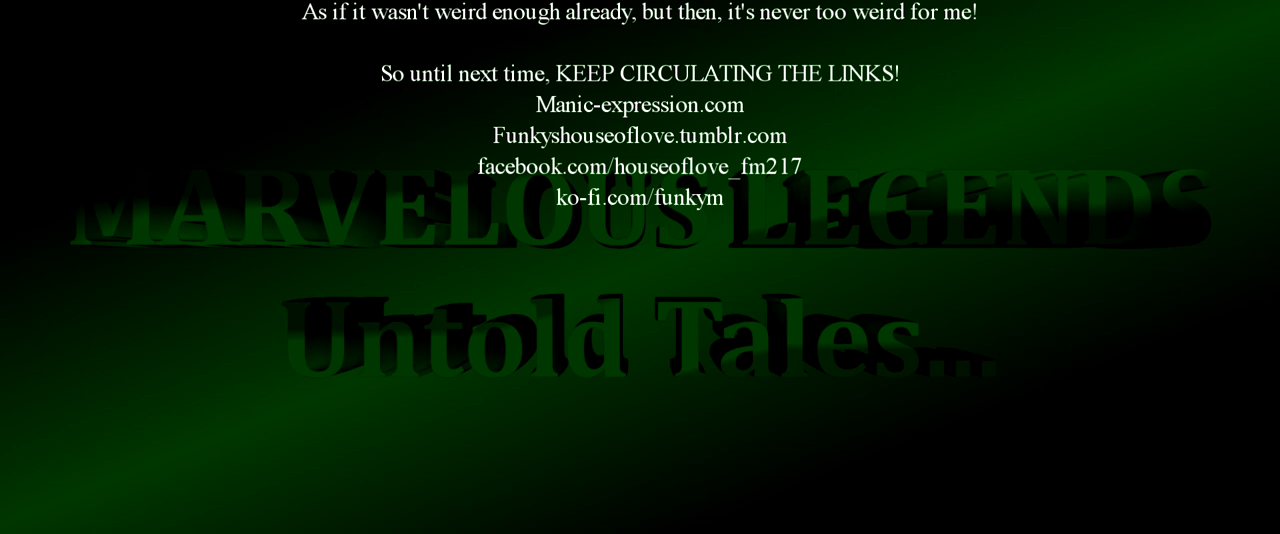 As if it wasn't weird enough already, but then, it's never too weird for me!
So until next time, KEEP CIRCULATING THE LINKS!
Manic-expression.com
Funkyshouseoflove.tumblr.com
facebook.com/houseoflove_fm217
ko-fi.com/funkym
MARVELOUS LEGENDS
Untold Tales...